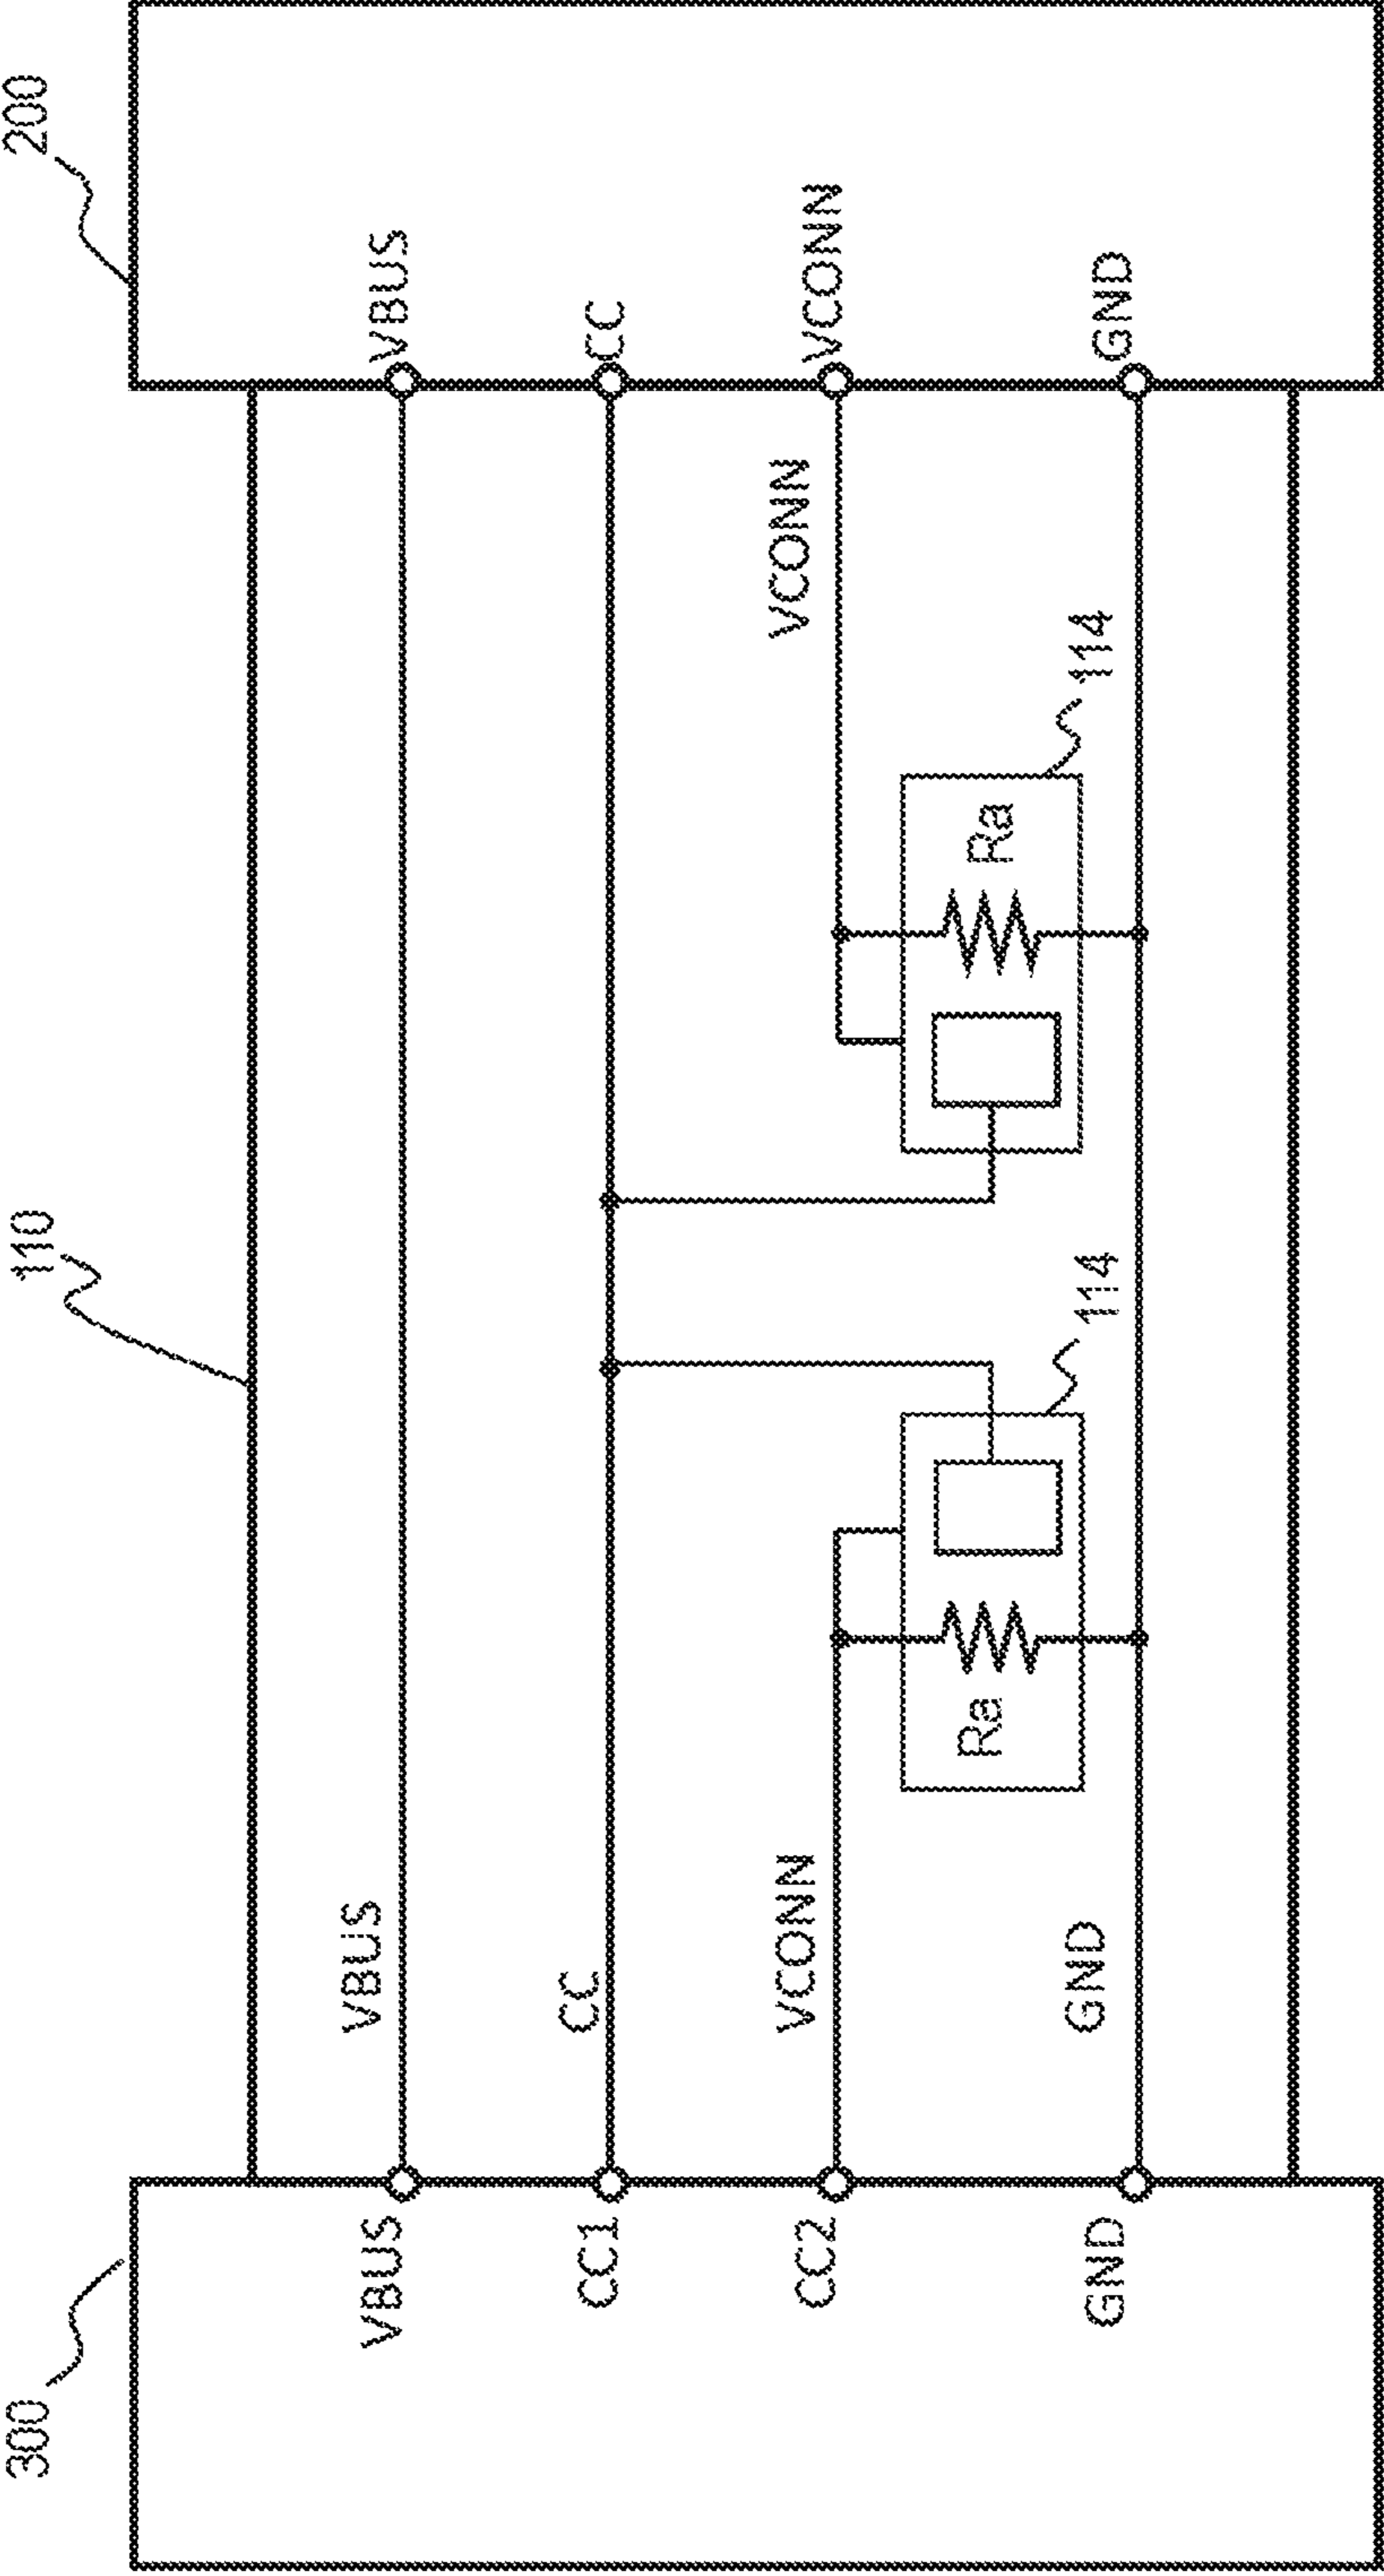 110
300
200
VBUS
VBUS
VBUS
CC1
CC
CC
CC2
VCONN
VCONN
VCONN
Ra
114
Ra
114
GND
GND
GND